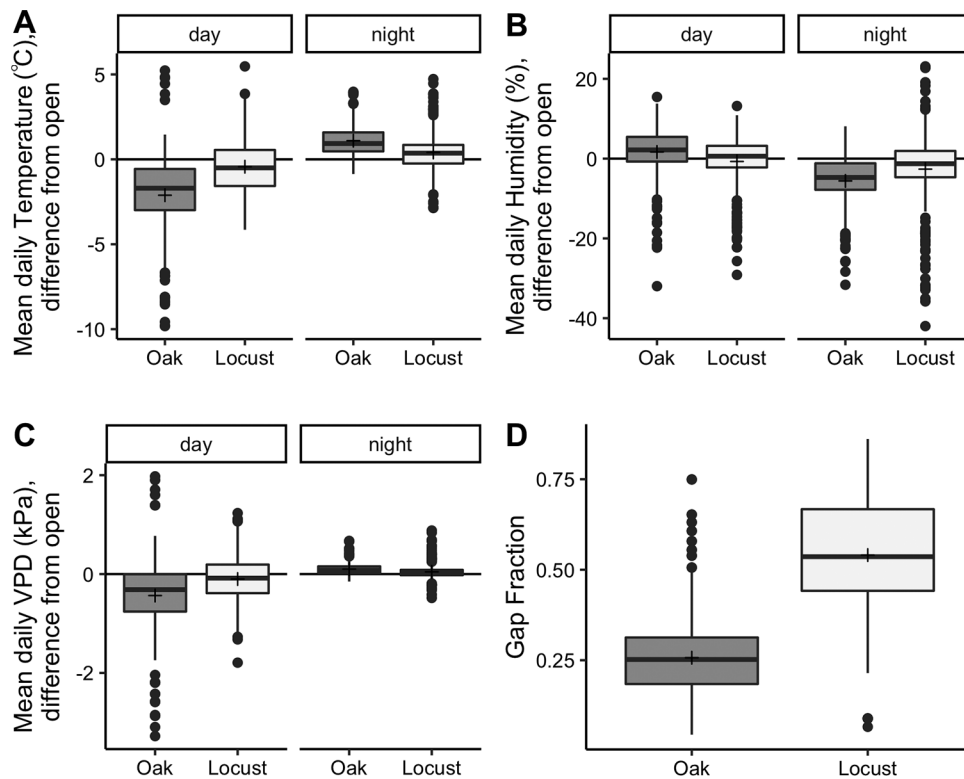 A
day
night
Mean daily Temperature (℃),
difference from open
5
0
-5
-10
Oak
Locust
Oak
Locust
B
day
night
Mean daily Humidity (%),
difference from open
20
0
-20
-40
Oak
Locust
Oak
Locust
C
day
night
Mean daily VPD (kPa),
difference from open
2
0
-2
Oak
Locust
Oak
Locust
D
Gap Fraction
0.75
0.50
0.25
Oak
Locust